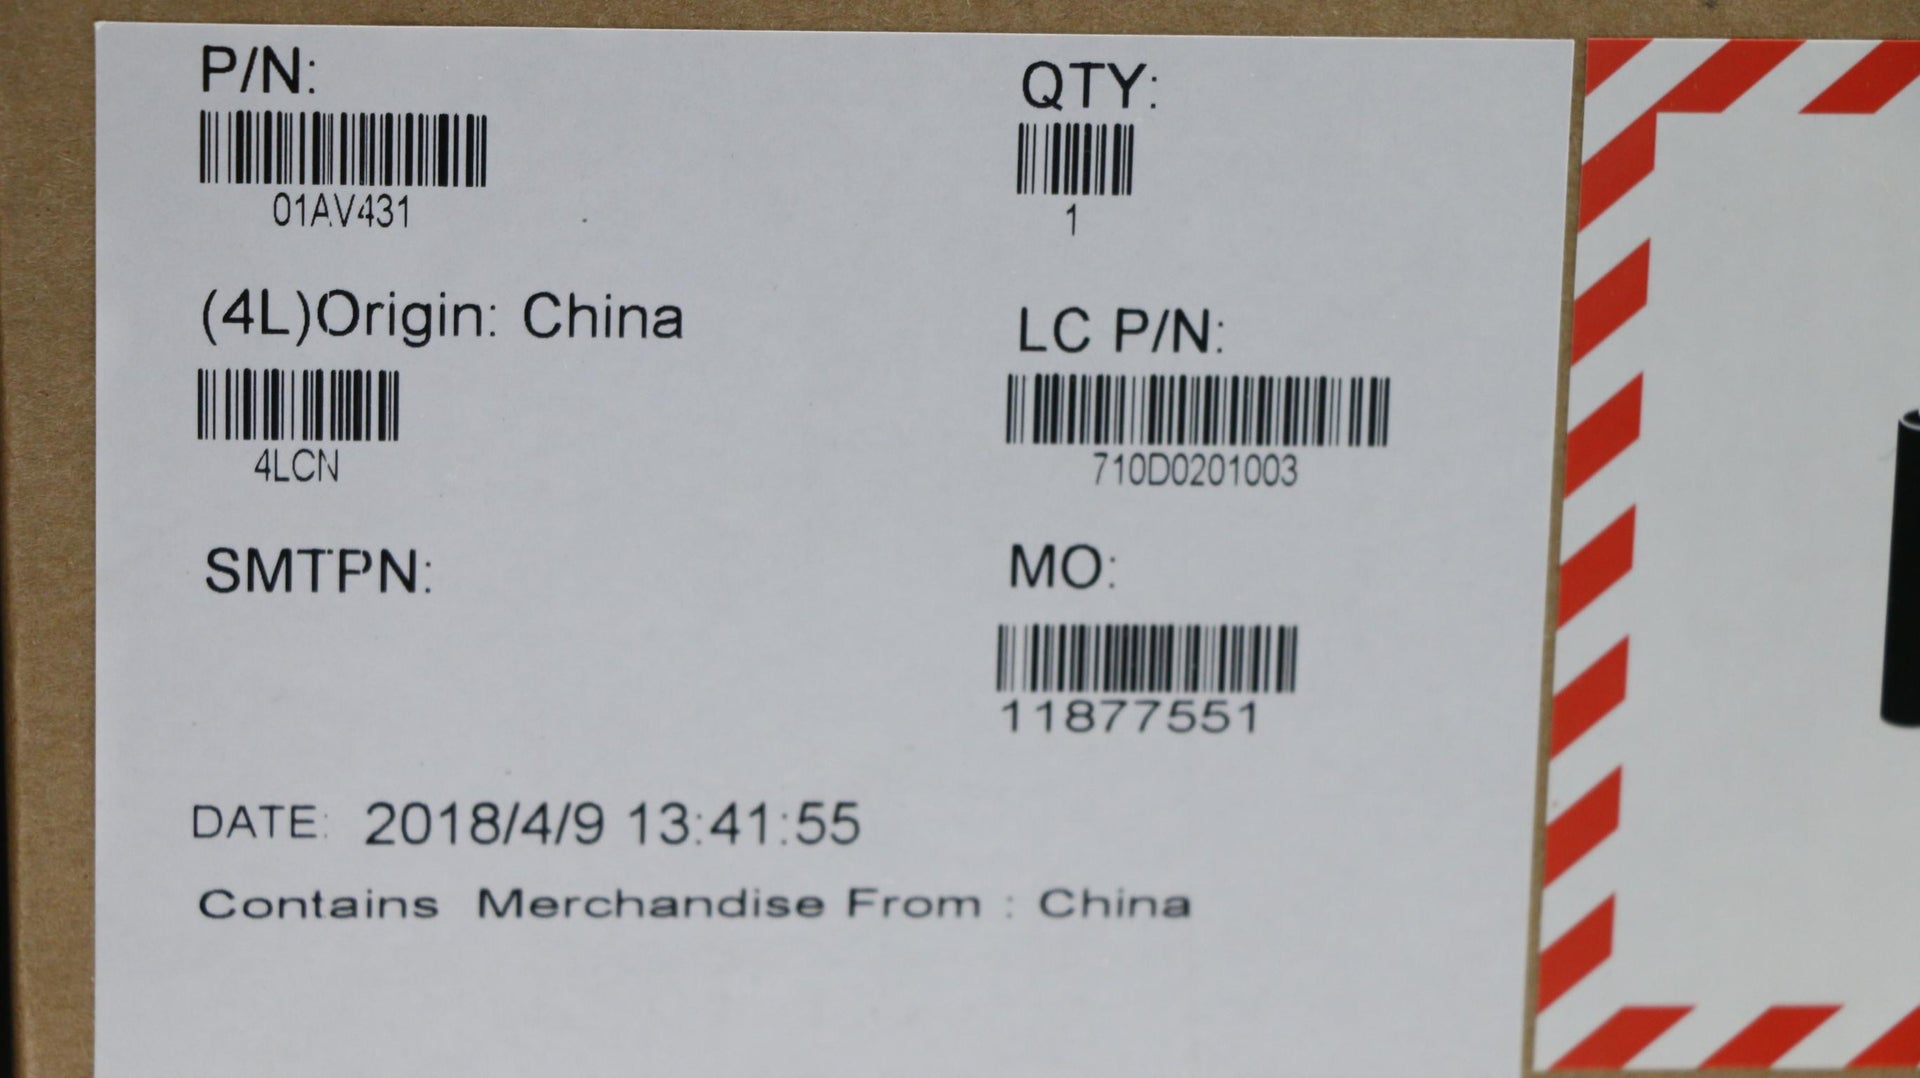 P/N:
01AV431
QTY:
1
(4L)Origin: China
4LCN
LC P/N:
710D0201003
SMTPN:
MO:
11877551
DATE: 2018/4/9 13:41:55
Contains Merchandise From : China